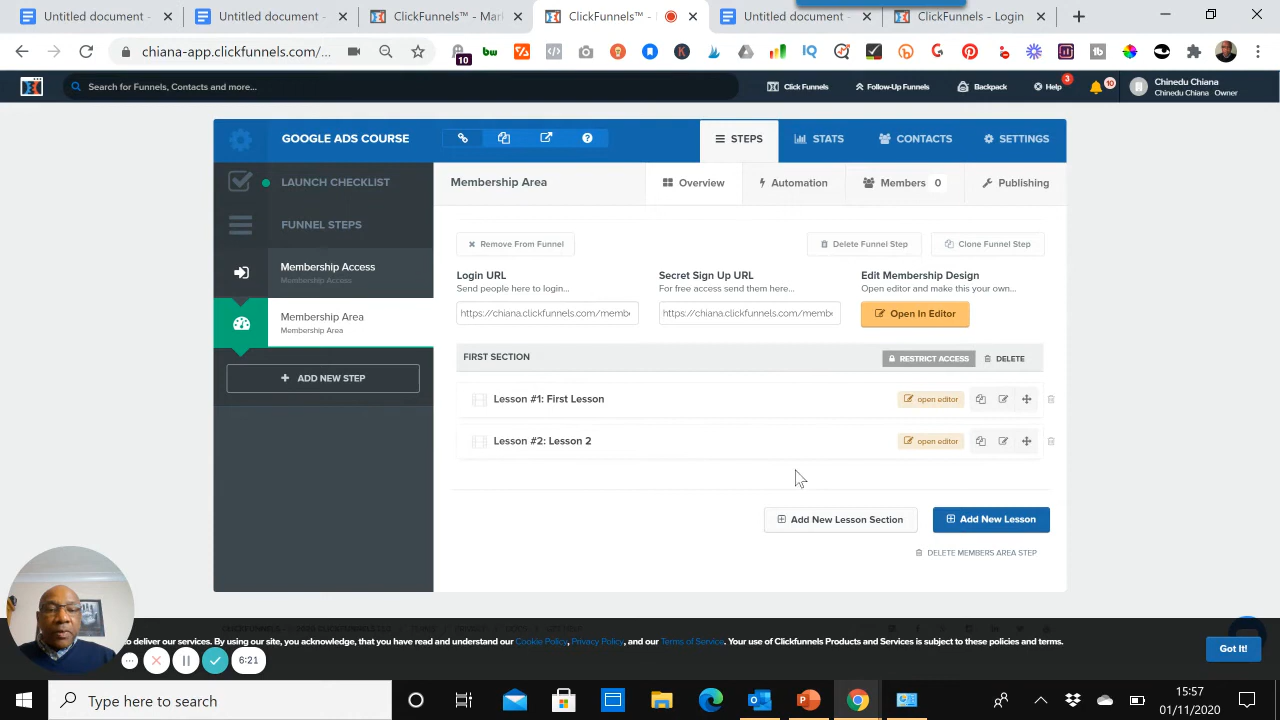 Untitled document
Untitled document
ClickFunnels™ - Mark
ClickFunnels™ -
Untitled document
ClickFunnels - Login
chiana-app.clickfunnels.com/...
10
Search for Funnels, Contacts and more...
Click Funnels
Follow-Up Funnels
Backpack
Help
3
10
Chinedu Chiana
Chinedu Chiana Owner
GOOGLE ADS COURSE
STEPS
STATS
CONTACTS
SETTINGS
LAUNCH CHECKLIST
Membership Area
Overview
Automation
Members 0
Publishing
FUNNEL STEPS
Remove From Funnel
Delete Funnel Step
Clone Funnel Step
Membership Access
Membership Access
Login URL
Send people here to login...
Secret Sign Up URL
For free access send them here...
Edit Membership Design
Open editor and make this your own...
Membership Area
Membership Area
https://chiana.clickfunnels.com/membe
https://chiana.clickfunnels.com/membe
Open In Editor
FIRST SECTION
RESTRICT ACCESS
DELETE
ADD NEW STEP
Lesson #1: First Lesson
open editor
Lesson #2: Lesson 2
open editor
Add New Lesson Section
Add New Lesson
DELETE MEMBERS AREA STEP
to deliver our services. By using our site, you acknowledge, that you have read and understand our Cookie Policy, Privacy Policy, and our Terms of Service. Your use of Clickfunnels Products and Services is subject to these policies and terms.
Got It!
6:21
Type here to search
15:57
01/11/2020